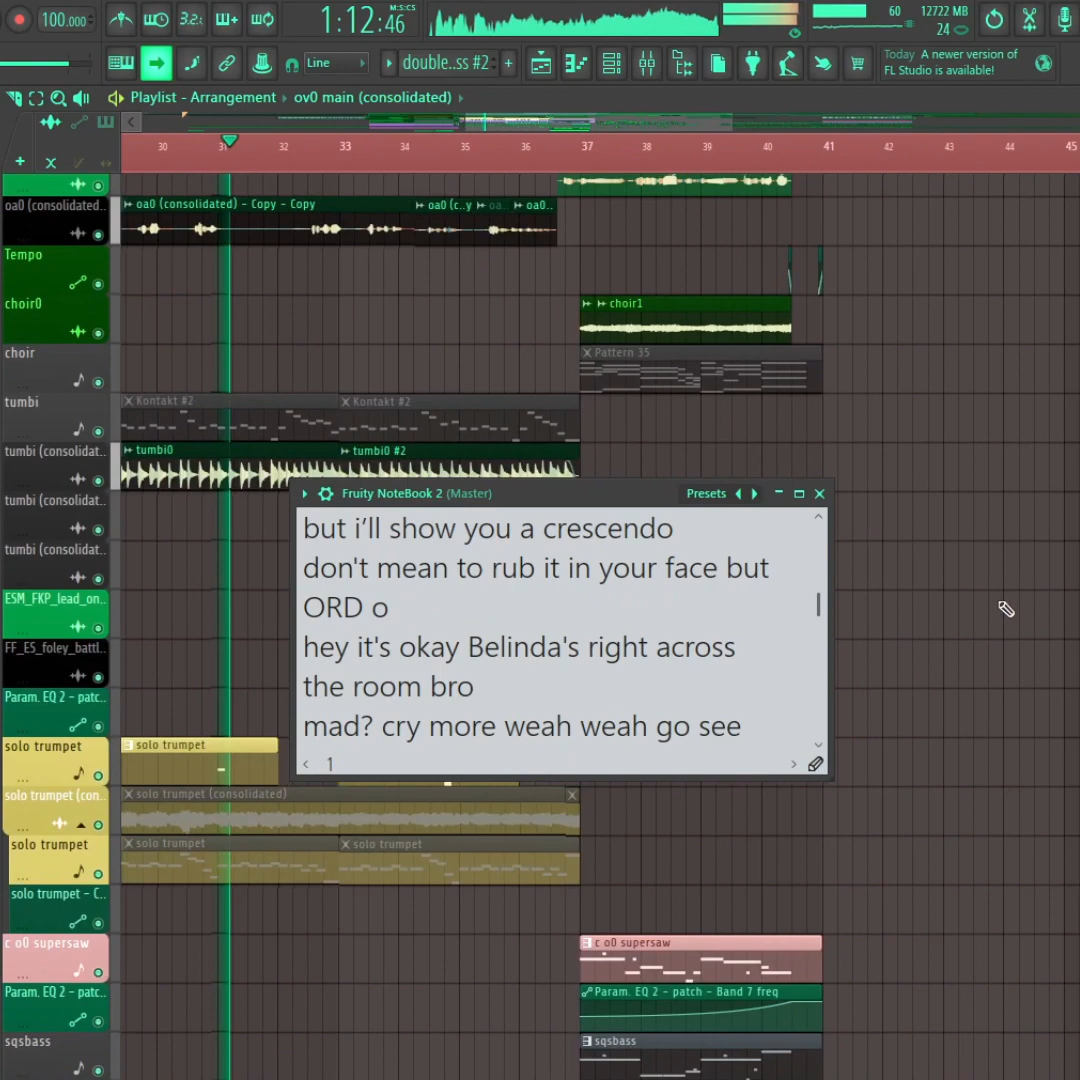 100.000
3.2.
1:12:46
M:S:CS
60
12722 MB
24
Line
double..ss #2
Today A newer version of
FL Studio is available!
Playlist - Arrangement
ov0 main (consolidated)
30 31 32 33 34 35 36 37 38 39 40 41 42 43 44 45
oa0 (consolidated..
oa0 (consolidated) - Copy - Copy
oa0 (c..y
oa..
oa0..
Tempo
choir0
choir1
choir
Pattern 35
tumbi
Kontakt #2
Kontakt #2
tumbi (consolidat..
tumbi0
tumbi0 #2
tumbi (consolidat..
tumbi (consolidat..
Fruity NoteBook 2 (Master)
Presets
but i'll show you a crescendo
don't mean to rub it in your face but
ORD o
hey it's okay Belinda's right across
the room bro
mad? cry more weah weah go see
1
ESM_FKP_lead_on..
FF_ES_foley_battl..
Param. EQ 2 - patc..
solo trumpet
solo trumpet
solo trumpet (con..
solo trumpet (consolidated)
solo trumpet
solo trumpet
solo trumpet
solo trumpet - C..
c o0 supersaw
c o0 supersaw
Param. EQ 2 - patc..
Param. EQ 2 - patch - Band 7 freq
sqsbass
sqsbass